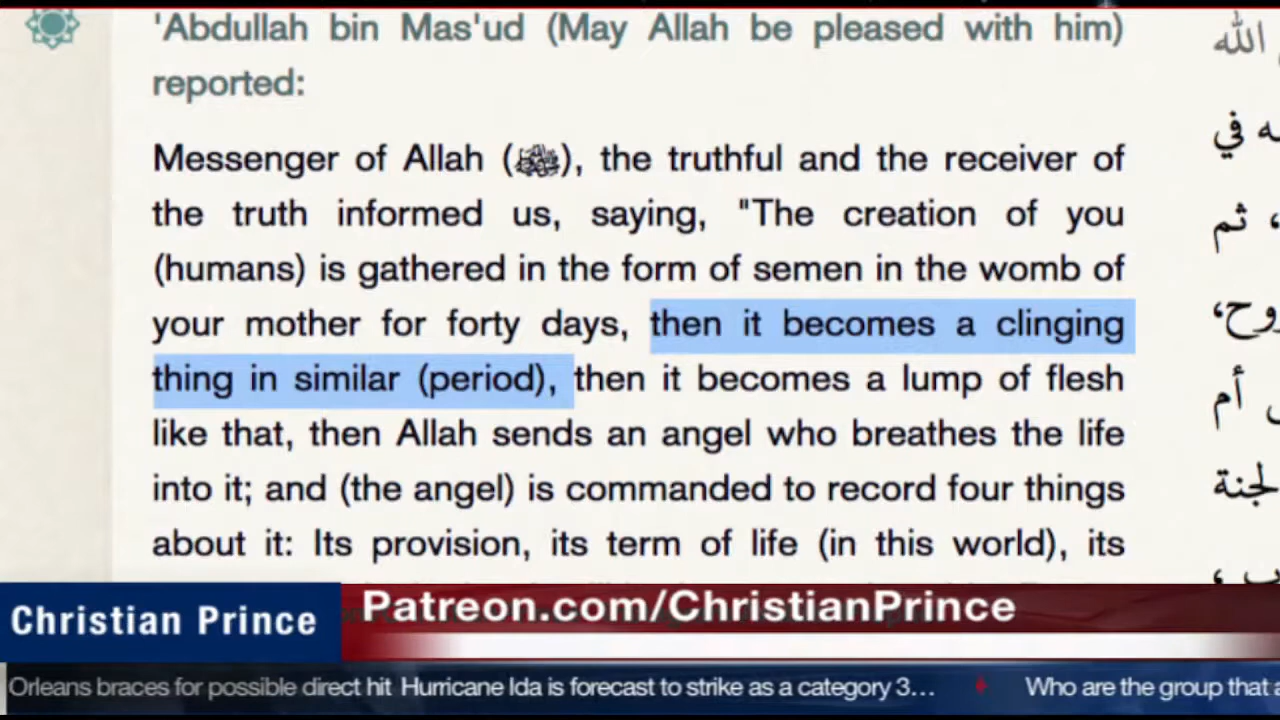 'Abdullah bin Mas'ud (May Allah be pleased with him)
reported:
Messenger of Allah (ﷺ), the truthful and the receiver of
the truth informed us, saying, "The creation of you
(humans) is gathered in the form of semen in the womb of
your mother for forty days, then it becomes a clinging
thing in similar (period), then it becomes a lump of flesh
like that, then Allah sends an angel who breathes the life
into it; and (the angel) is commanded to record four things
about it: Its provision, its term of life (in this world), its
الله
ه في
، ثم
روح،
أم
لجنة
Christian Prince
Patreon.com/ChristianPrince
Orleans braces for possible direct hit Hurricane Ida is forecast to strike as a category 3... Who are the group that a